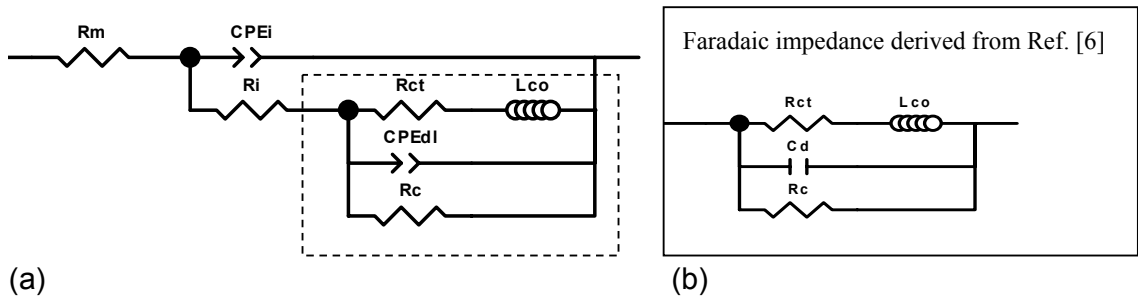 Rm
CPEi
Ri
Rct
Lco
CPEdl
Rc
(a)
Faradaic impedance derived from Ref. [6]
Rct
Lco
Cd
Rc
(b)